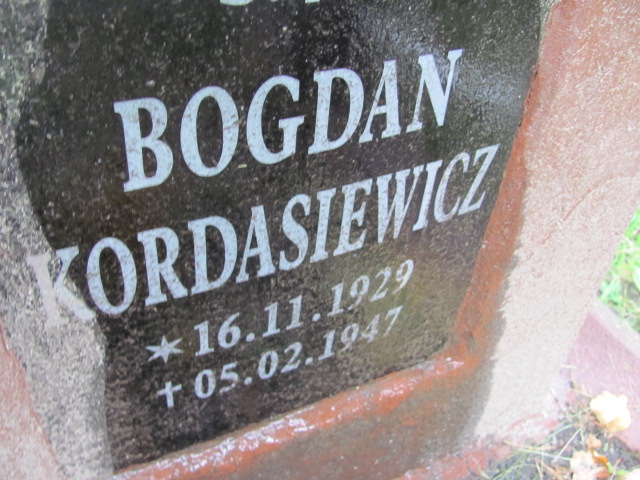 BOGDAN
KORDASIEWICZ
* 16.11.1929
† 05.02.1947